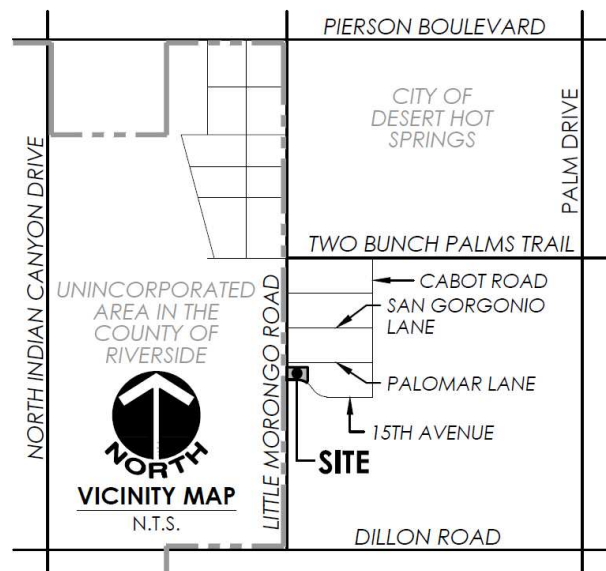 PIERSON BOULEVARD
CITY OF
DESERT HOT
SPRINGS
PALM DRIVE
NORTH INDIAN CANYON DRIVE
TWO BUNCH PALMS TRAIL
CABOT ROAD
SAN GORGONIO
LANE
UNINCORPORATED
AREA IN THE
COUNTY OF
RIVERSIDE
LITTLE MORONGO ROAD
PALOMAR LANE
15TH AVENUE
NORTH
SITE
VICINITY MAP
N.T.S.
DILLON ROAD